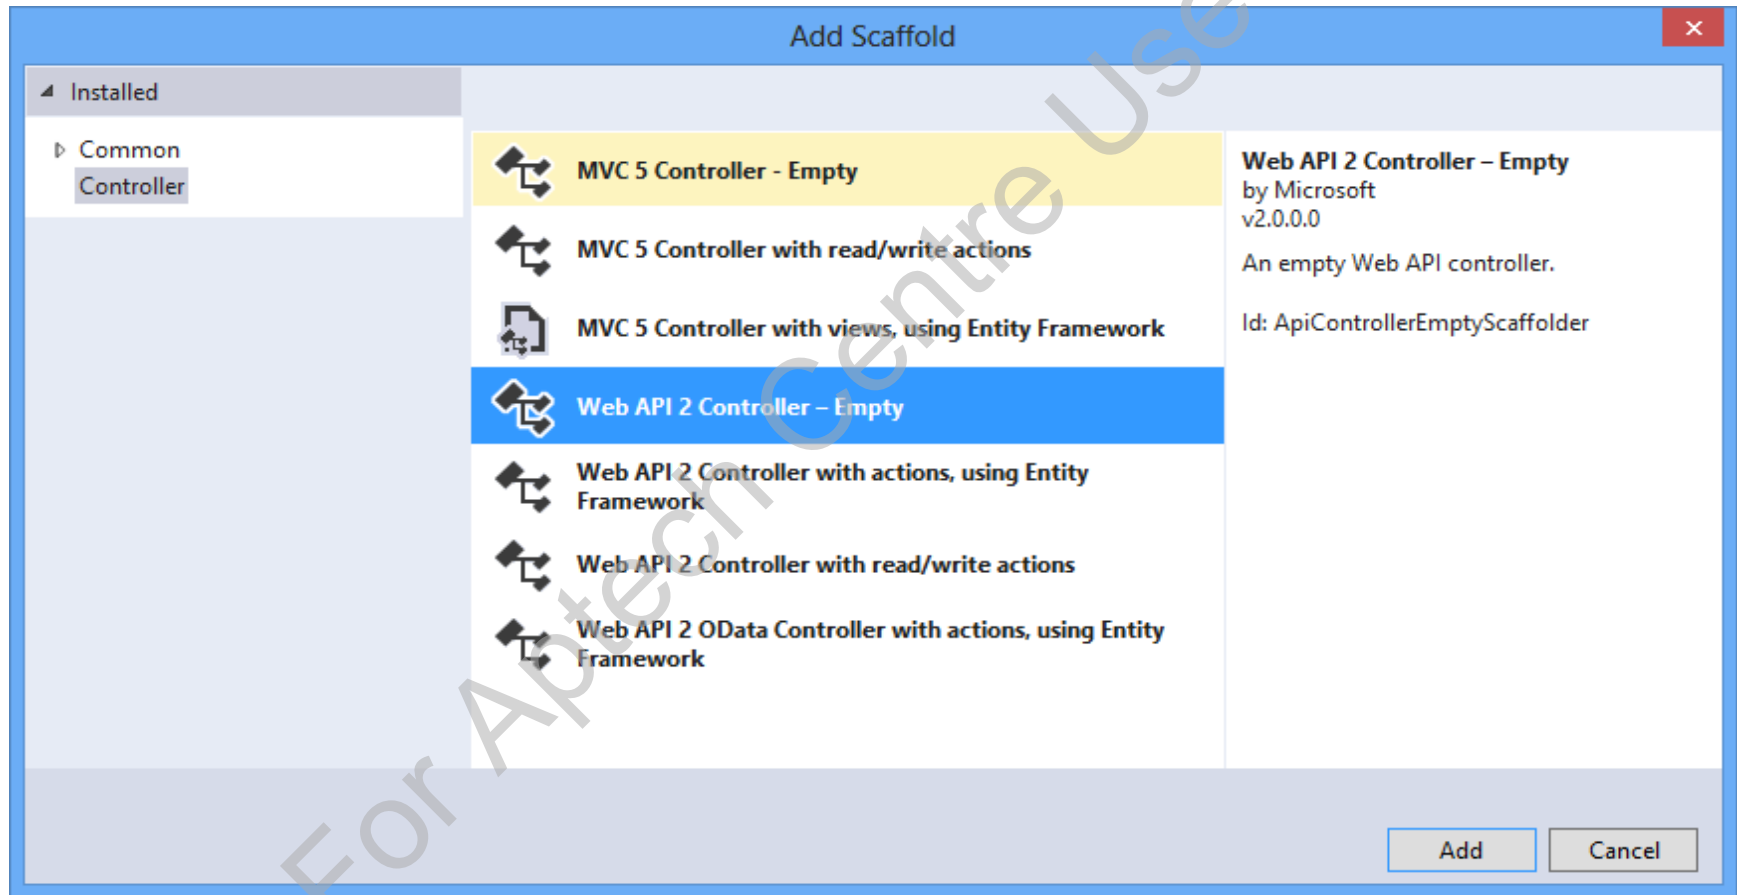 Add Scaffold
Installed
Common
Controller
MVC 5 Controller - Empty
MVC 5 Controller with read/write actions
MVC 5 Controller with views, using Entity Framework
Web API 2 Controller – Empty
Web API 2 Controller with actions, using Entity
Framework
Web API 2 Controller with read/write actions
Web API 2 OData Controller with actions, using Entity
Framework
Web API 2 Controller – Empty
by Microsoft
v2.0.0.0
An empty Web API controller.
Id: ApiControllerEmptyScaffolder
Add
Cancel
For Aptech Centre Use